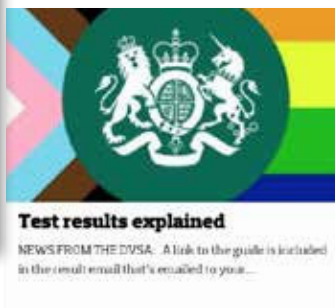 Test results explained
NEWS FROM THE DVSA: A link to the guide is included
in the result email that's emailed to your...